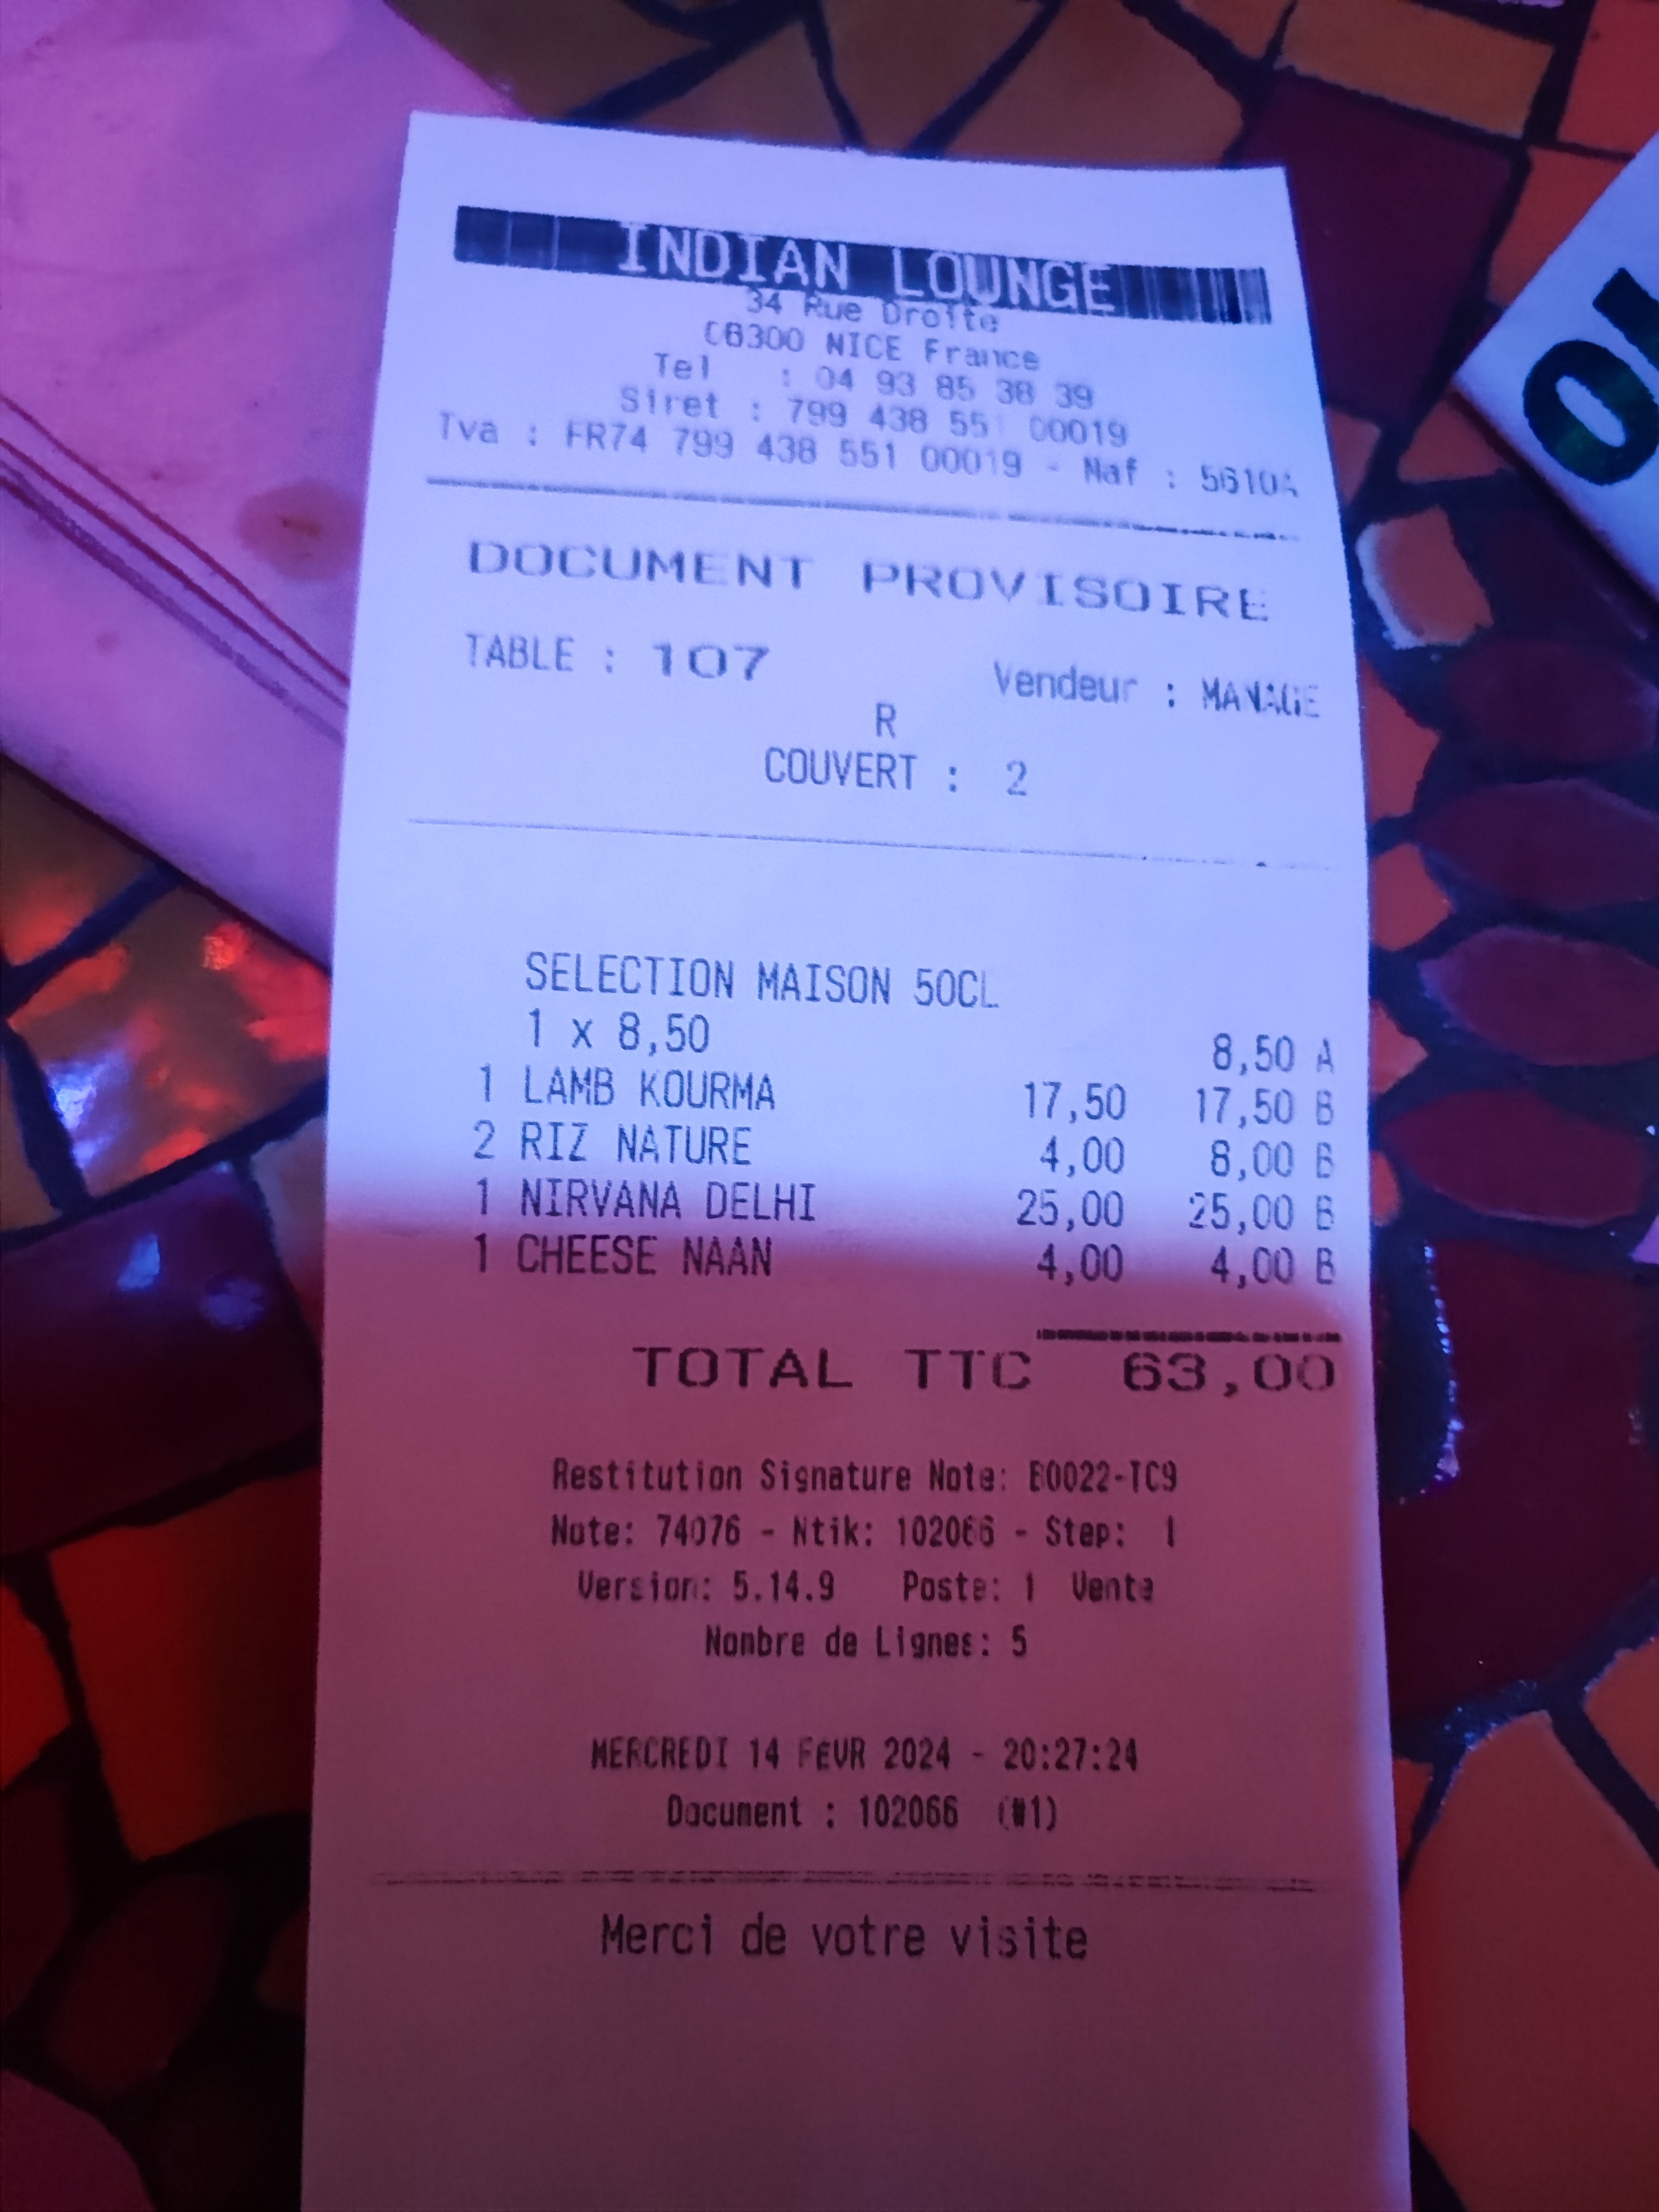 INDIAN LOUNGE
34 Rue Droite
06300 NICE France
Tel : 04 93 85 38 39
Siret : 799 438 551 00019
Tva : FR74 799 438 551 00019 - Naf : 5610A
DOCUMENT PROVISOIRE
TABLE : 107
Vendeur : MANAGE
R
COUVERT : 2
SELECTION MAISON 50CL
1 x 8,50 8,50 A
1 LAMB KOURMA 17,50 17,50 B
2 RIZ NATURE 4,00 8,00 B
1 NIRVANA DELHI 25,00 25,00 B
1 CHEESE NAAN 4,00 4,00 B
TOTAL TTC 63,00
Restitution Signature Note: B0022-TC9
Note: 74076 - Ntik: 102066 - Step: 1
Version: 5.14.9 Poste: 1 Vente
Nombre de Lignes: 5
MERCREDI 14 FEVR 2024 - 20:27:24
Document : 102066 (#1)
Merci de votre visite